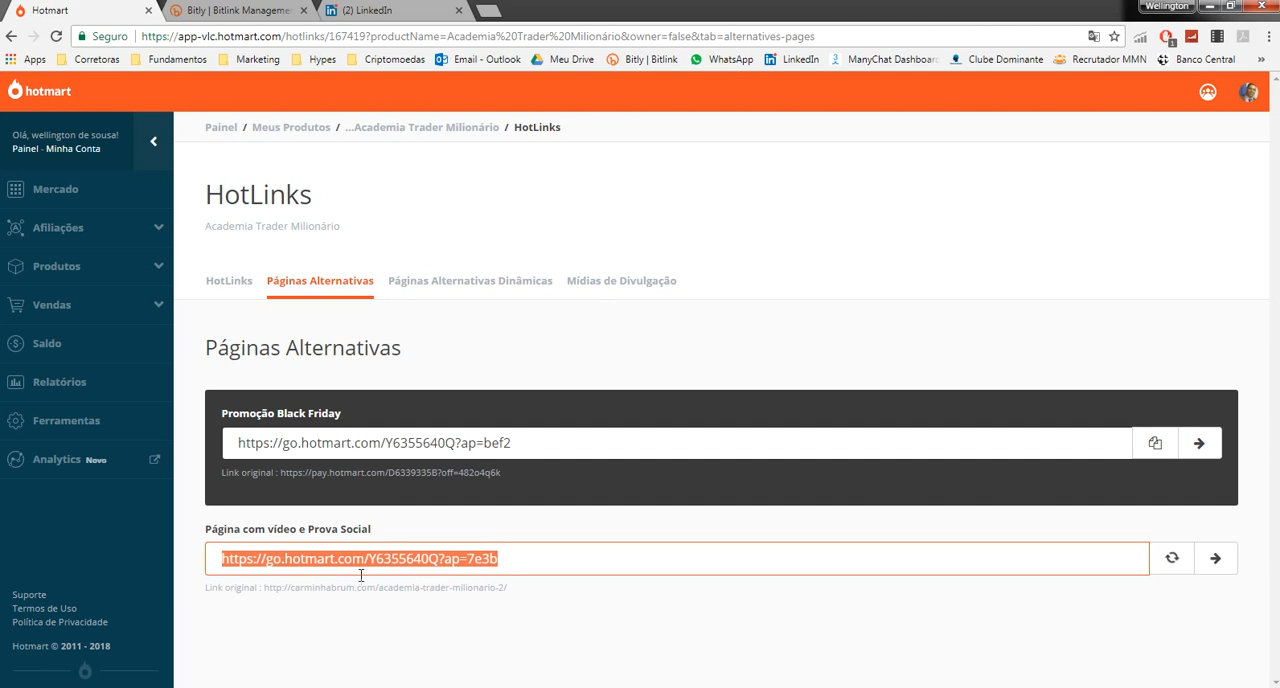 Hotmart
Bitly | Bitlink Manageme
(2) LinkedIn
Wellington
Seguro
https://app-vlc.hotmart.com/hotlinks/167419?productName=Academia%20Trader%20Milionário&owner=false&tab=alternatives-pages
Apps
Corretoras
Fundamentos
Marketing
Hypes
Criptomoedas
Email - Outlook
Meu Drive
Bitly | Bitlink
WhatsApp
LinkedIn
ManyChat Dashboard
Clube Dominante
Recrutador MMN
Banco Central
»
hotmart
Olá, wellington de sousa!
Painel - Minha Conta
Painel / Meus Produtos / ...Academia Trader Milionário / HotLinks
Mercado
Afiliações
Produtos
Vendas
Saldo
Relatórios
Ferramentas
Analytics Novo
HotLinks
Academia Trader Milionário
HotLinks
Páginas Alternativas
Páginas Alternativas Dinâmicas
Mídias de Divulgação
Páginas Alternativas
Promoção Black Friday
https://go.hotmart.com/Y6355640Q?ap=bef2
Link original : https://pay.hotmart.com/D6339335B?off=482o4q6k
Página com vídeo e Prova Social
https://go.hotmart.com/Y6355640Q?ap=7e3b
Link original : http://carminhabrum.com/academia-trader-milionario-2/
Suporte
Termos de Uso
Política de Privacidade
Hotmart © 2011 - 2018